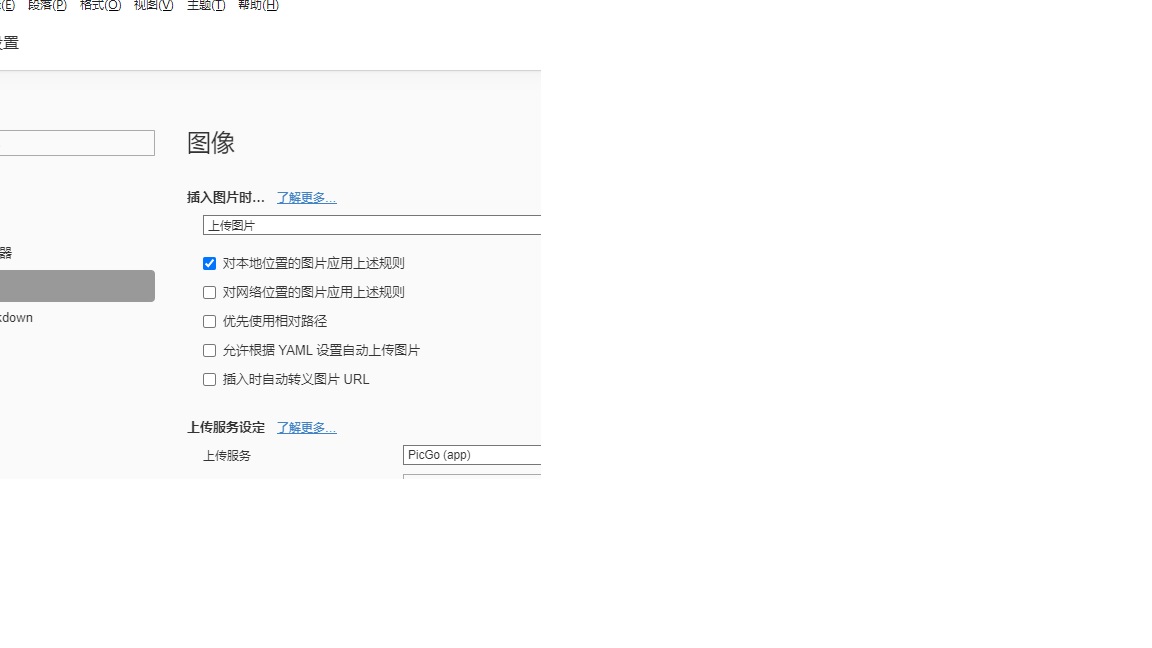 (E) 段落(P) 格式(O) 视图(V) 主题(T) 帮助(H)
置
图像
插入图片时... 了解更多...
上传图片
器
对本地位置的图片应用上述规则
对网络位置的图片应用上述规则
down
优先使用相对路径
允许根据 YAML 设置自动上传图片
插入时自动转义图片 URL
上传服务设定 了解更多...
上传服务 PicGo (app)